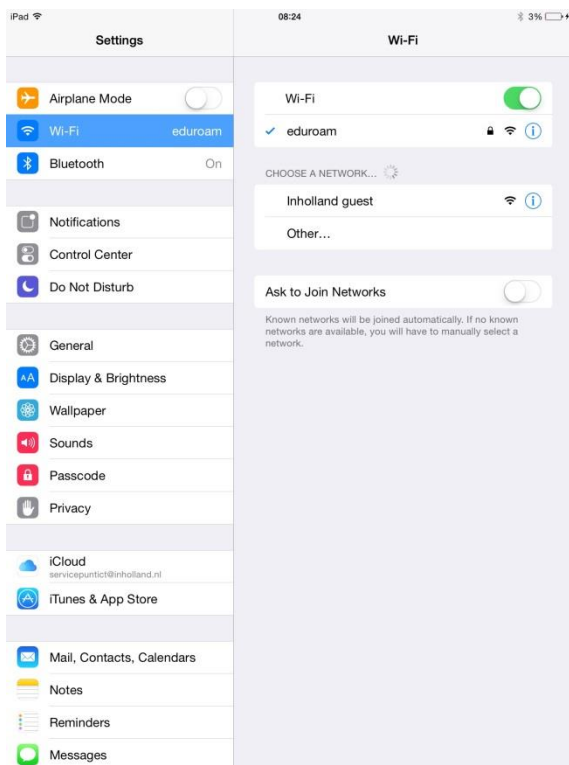 iPad
08:24
3%
Settings
Airplane Mode
Wi-Fi eduroam
Bluetooth On
Notifications
Control Center
Do Not Disturb
General
AA Display & Brightness
Wallpaper
Sounds
Passcode
Privacy
iCloud
servicepuntict@inholland.nl
iTunes & App Store
Mail, Contacts, Calendars
Notes
Reminders
Messages
Wi-Fi
Wi-Fi
eduroam
CHOOSE A NETWORK...
Inholland guest
Other...
Ask to Join Networks
Known networks will be joined automatically. If no known
networks are available, you will have to manually select a
network.